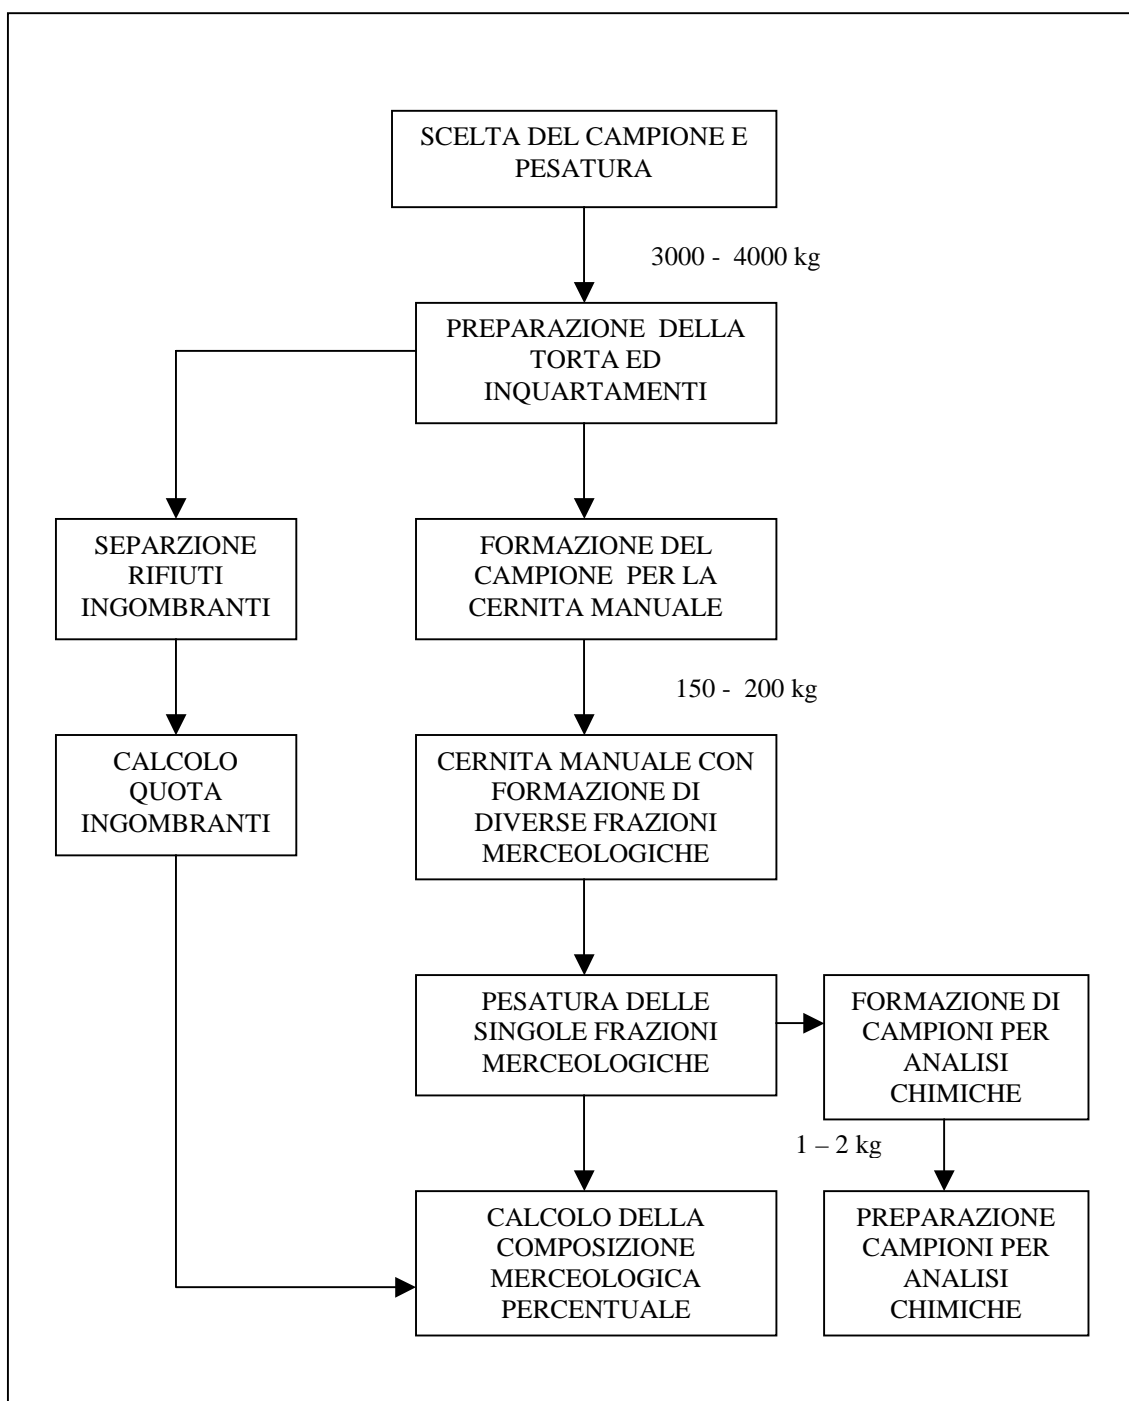 SCELTA DEL CAMPIONE E
PESATURA
3000 - 4000 kg
PREPARAZIONE DELLA
TORTA ED
INQUARTAMENTI
SEPARZIONE
RIFIUTI
INGOMBRANTI
FORMAZIONE DEL
CAMPIONE PER LA
CERNITA MANUALE
150 - 200 kg
CALCOLO
QUOTA
INGOMBRANTI
CERNITA MANUALE CON
FORMAZIONE DI
DIVERSE FRAZIONI
MERCEOLOGICHE
PESATURA DELLE
SINGOLE FRAZIONI
MERCEOLOGICHE
FORMAZIONE DI
CAMPIONI PER
ANALISI
CHIMICHE
1 – 2 kg
CALCOLO DELLA
COMPOSIZIONE
MERCEOLOGICA
PERCENTUALE
PREPARAZIONE
CAMPIONI PER
ANALISI
CHIMICHE